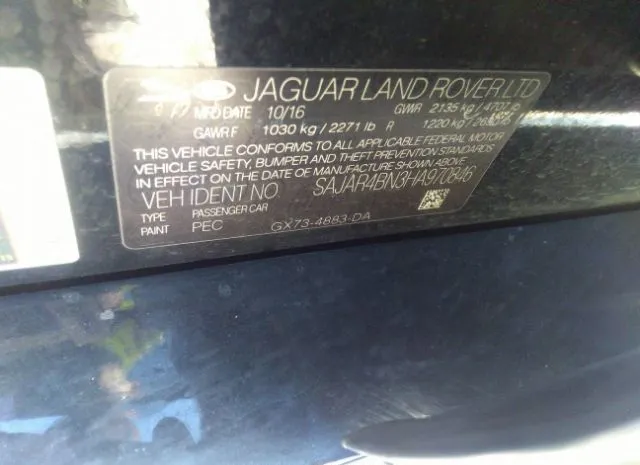 JAGUAR LAND ROVER LTD
MFD DATE 10/16 GWR 2135 kg / 4707 lb
GAWR F 1030 kg / 2271 lb R 1220 kg /
THIS VEHICLE CONFORMS TO ALL APPLICABLE FEDERAL MOTOR
VEHICLE SAFETY, BUMPER AND THEFT PREVENTION STANDARDS
IN EFFECT ON THE DATE OF MANUFACTURE SHOWN ABOVE
VEH IDENT NO. SAJAR4BN3HA970846
TYPE PASSENGER CAR
PAINT PEC GX73-4883-DA